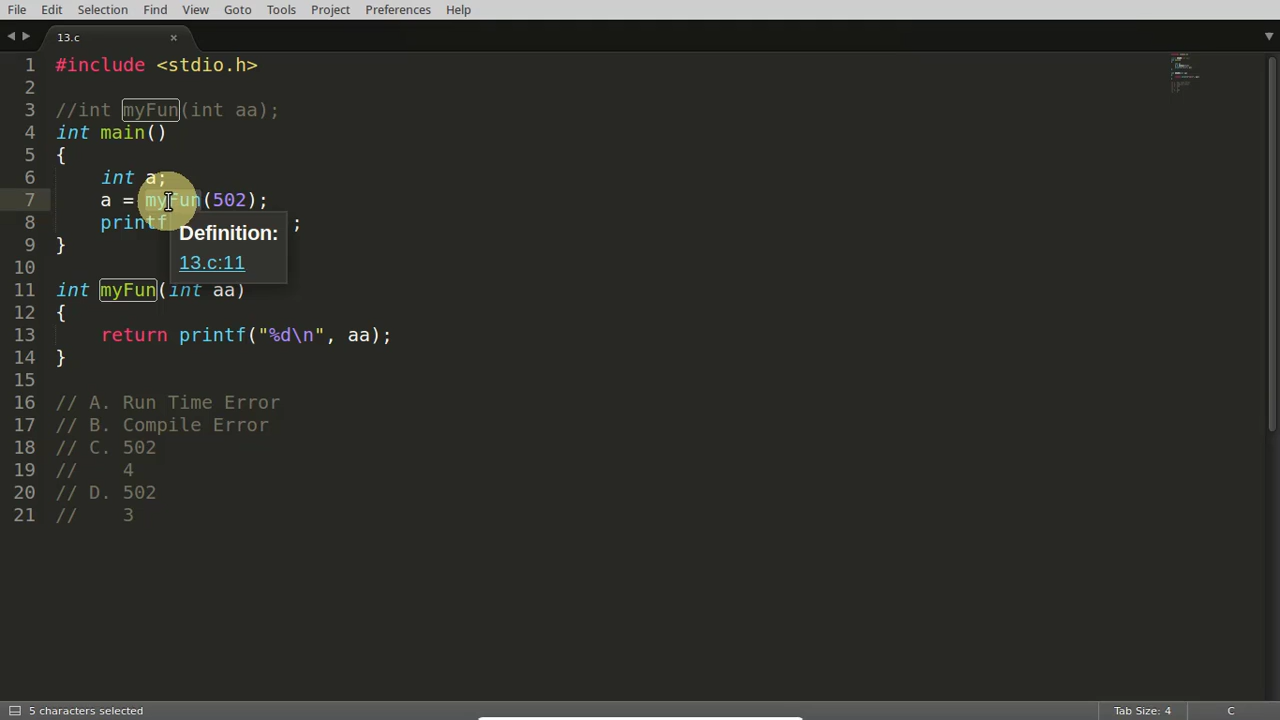 File Edit Selection Find View Goto Tools Project Preferences Help
13.c ×
1 #include <stdio.h>
2
3 //int myFun(int aa);
4 int main()
5 {
6 int a;
7 a = myFun(502);
8 printf ;
Definition:
9 }
13.c:11
10
11 int myFun(int aa)
12 {
13 return printf("%d\n", aa);
14 }
15
16 // A. Run Time Error
17 // B. Compile Error
18 // C. 502
19 // 4
20 // D. 502
21 // 3
5 characters selected Tab Size: 4 C